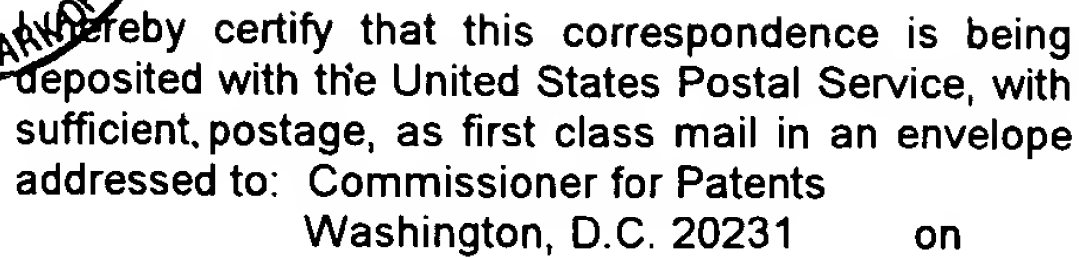 hereby certify that this correspondence is being
deposited with the United States Postal Service, with
sufficient, postage, as first class mail in an envelope
addressed to: Commissioner for Patents
Washington, D.C. 20231 on